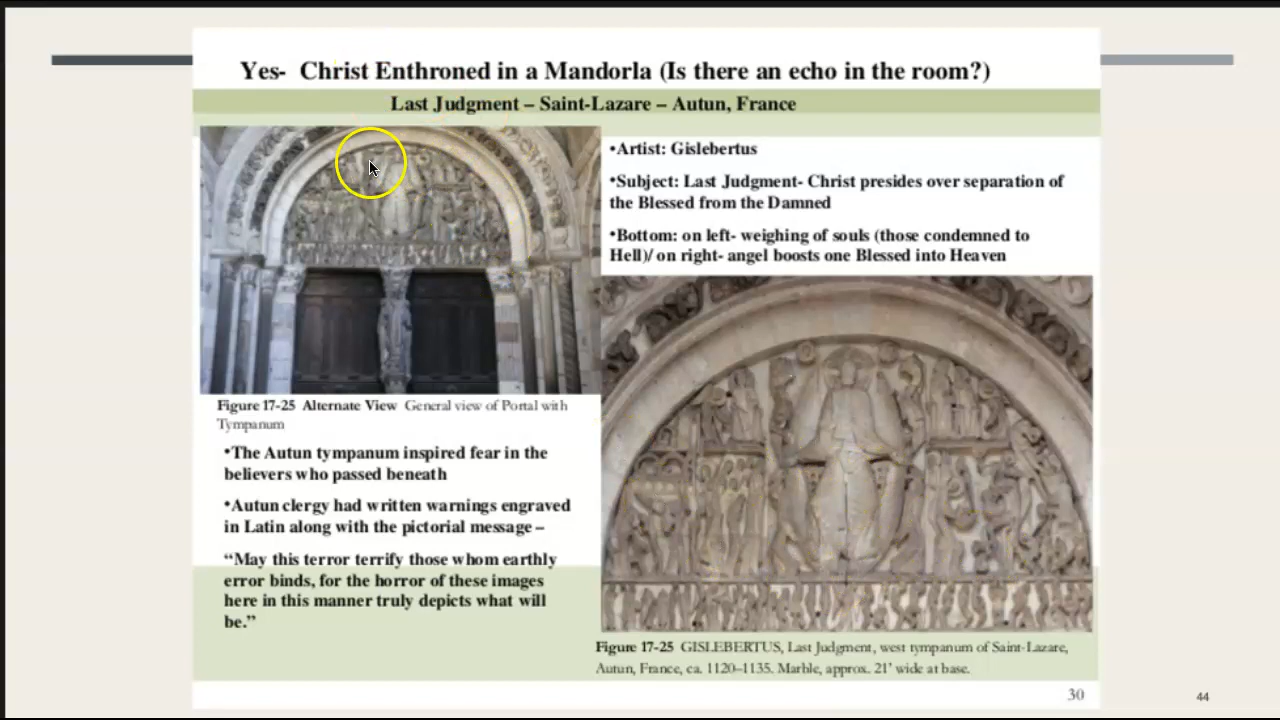 Yes-  Christ Enthroned in a Mandorla (Is there an echo in the room?)
Last Judgment – Saint-Lazare – Autun, France
•Artist: Gislebertus
•Subject: Last Judgment- Christ presides over separation of
the Blessed from the Damned
•Bottom: on left- weighing of souls (those condemned to
Hell)/ on right- angel boosts one Blessed into Heaven
Figure 17-25  Alternate View  General view of Portal with
Tympanum
•The Autun tympanum inspired fear in the
believers who passed beneath
•Autun clergy had written warnings engraved
in Latin along with the pictorial message –
“May this terror terrify those whom earthly
error binds, for the horror of these images
here in this manner truly depicts what will
be.”
Figure 17-25  GISLEBERTUS, Last Judgment, west tympanum of Saint-Lazare,
Autun, France, ca. 1120–1135. Marble, approx. 21’ wide at base.
30
44